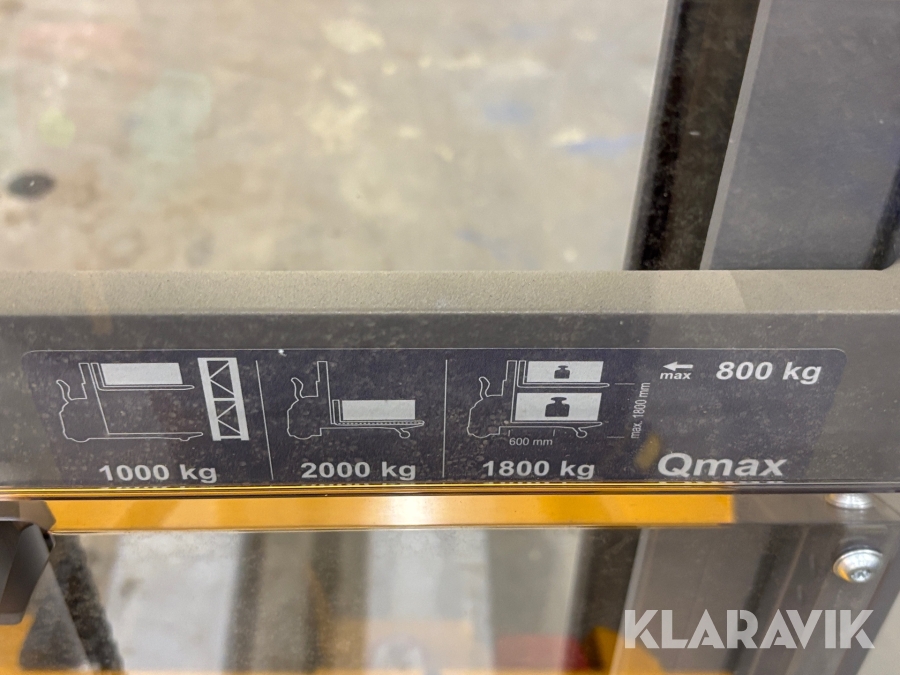 max 800 kg
max. 1800 mm
600 mm
1000 kg
2000 kg
1800 kg
Qmax
KLARAVIK